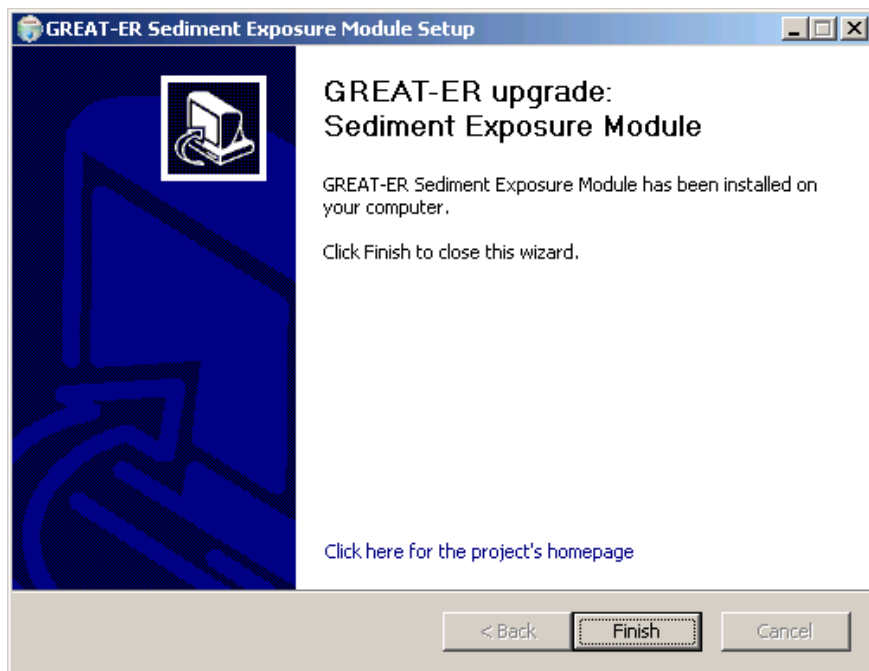 GREAT-ER Sediment Exposure Module Setup
GREAT-ER upgrade:
Sediment Exposure Module
GREAT-ER Sediment Exposure Module has been installed on
your computer.
Click Finish to close this wizard.
Click here for the project's homepage
< Back
Finish
Cancel